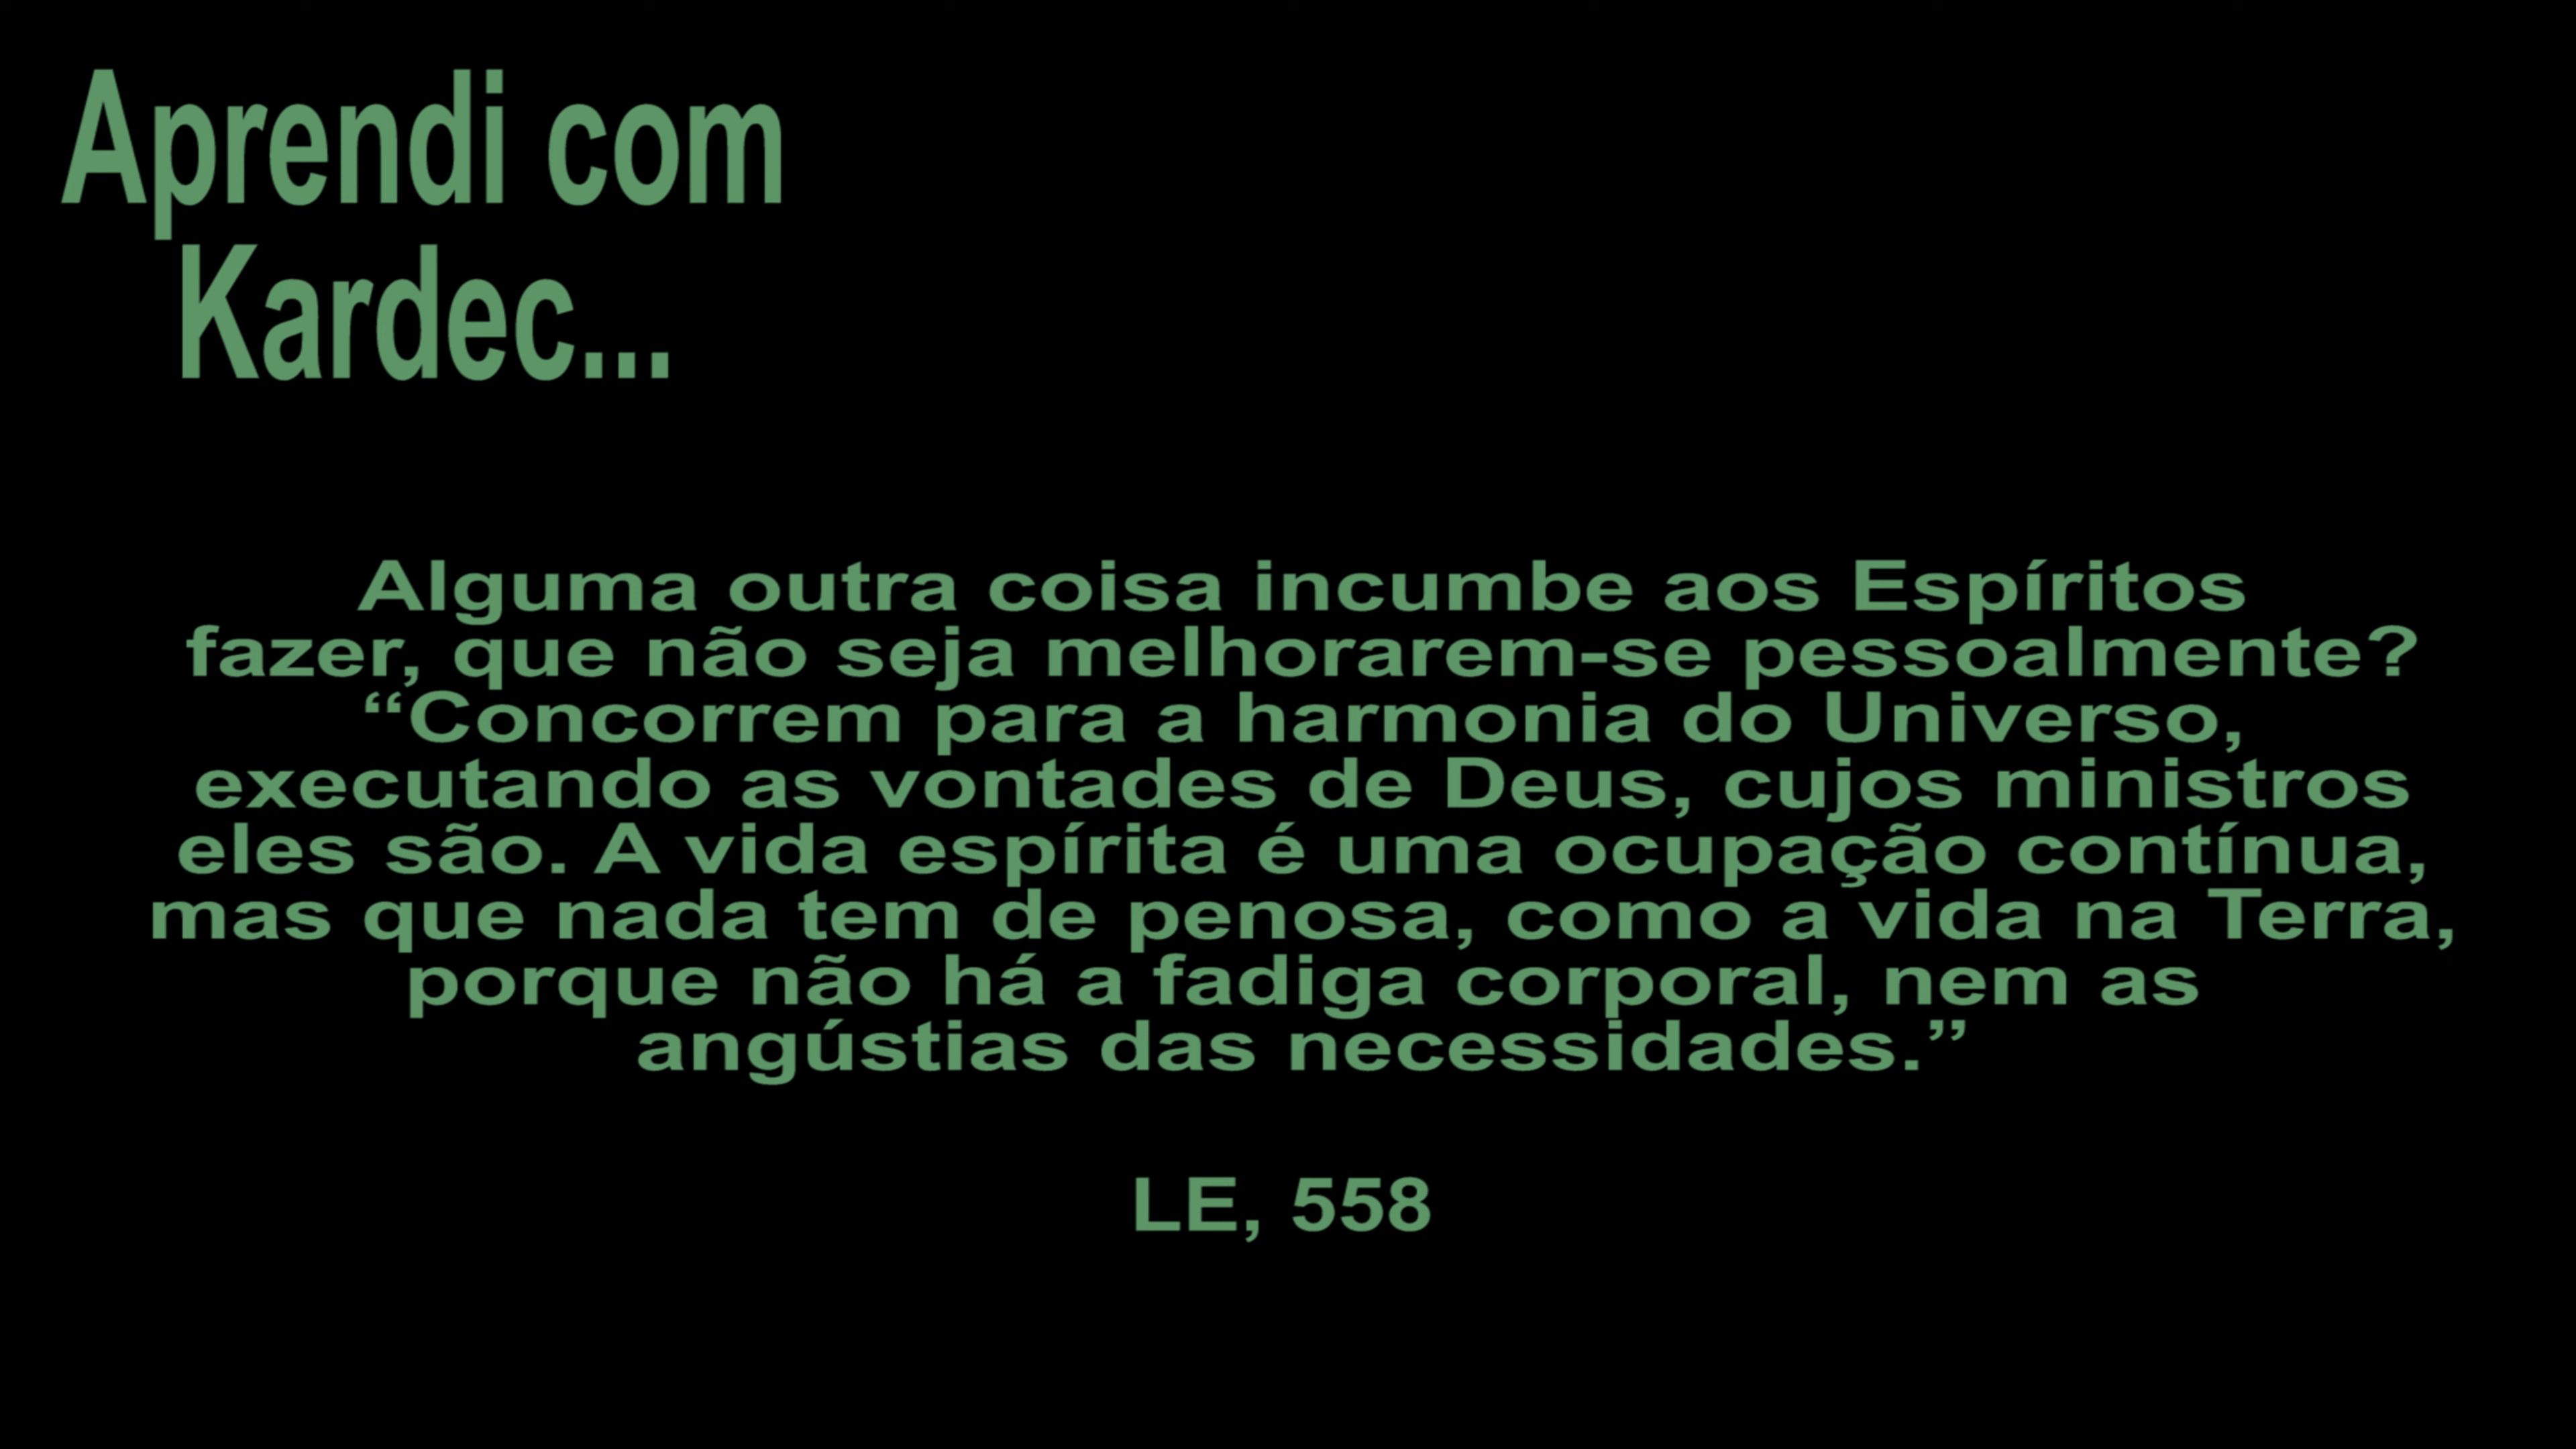 Aprendi com
Kardec...
Alguma outra coisa incumbe aos Espíritos
fazer, que não seja melhorarem-se pessoalmente?
“Concorrem para a harmonia do Universo,
executando as vontades de Deus, cujos ministros
eles são. A vida espírita é uma ocupação contínua,
mas que nada tem de penosa, como a vida na Terra,
porque não há a fadiga corporal, nem as
angústias das necessidades.”
LE, 558